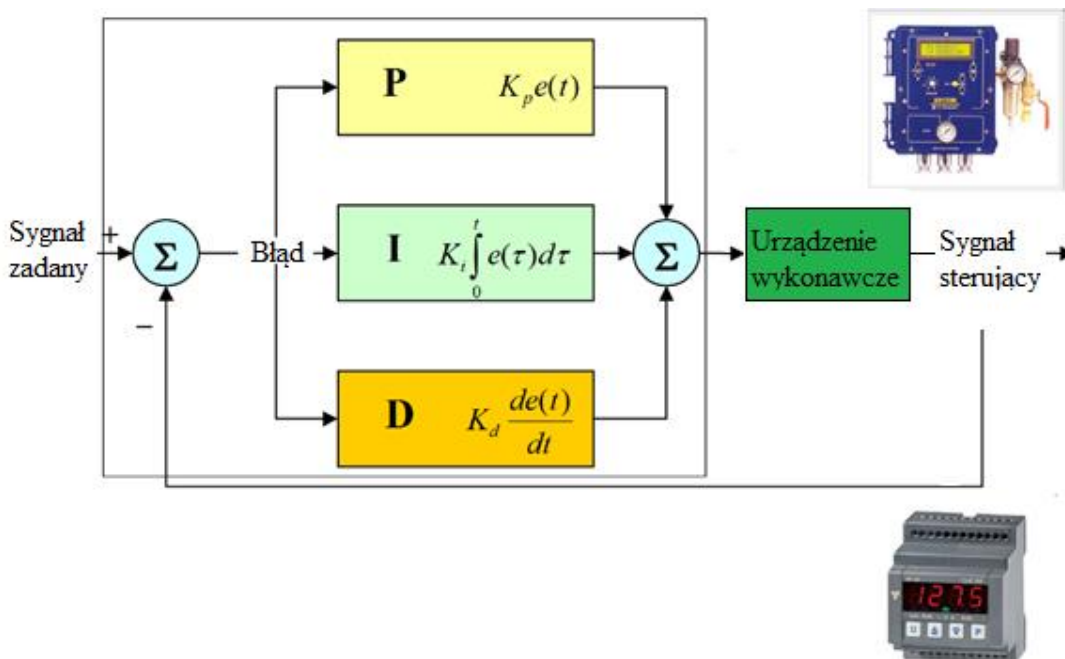 P K_p e(t)
Sygnał
zadany
+
Σ
−
Błąd
I K_i ∫_0^t e(τ)dτ
Σ
Urządzenie
wykonawcze
Sygnał
sterujący
D K_d de(t)/dt
1275
U
P